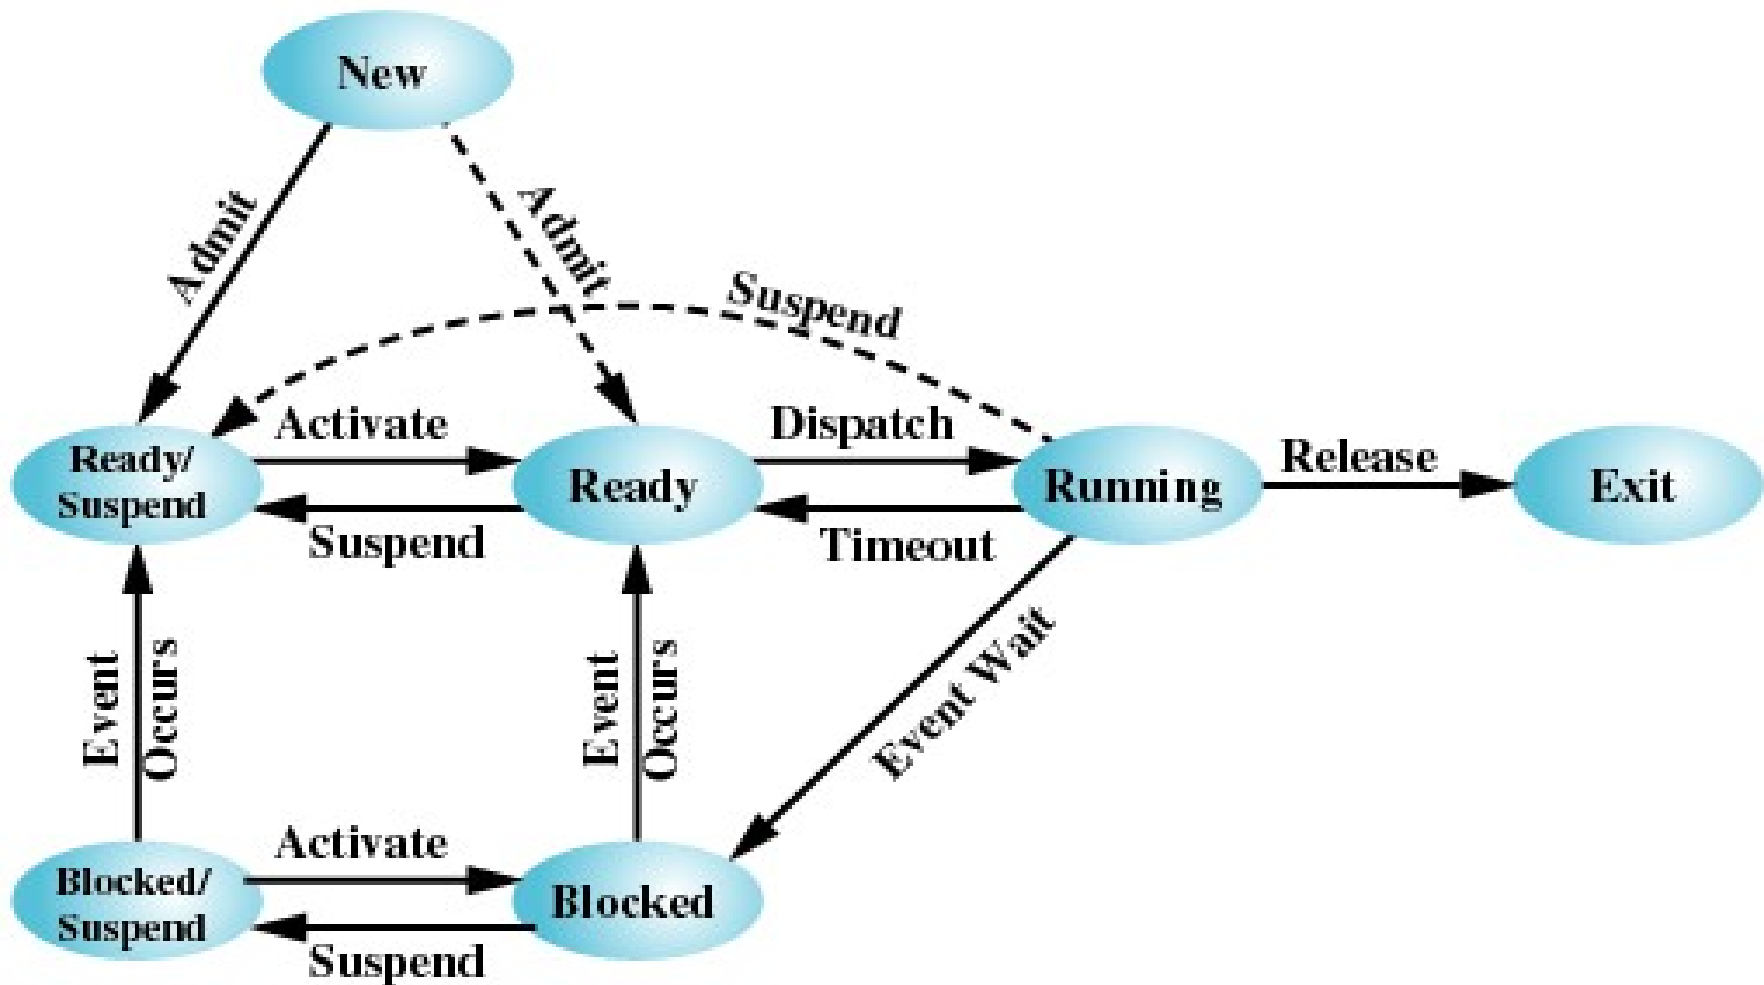 New
Admit
Admit
Suspend
Activate
Dispatch
Ready/
Suspend
Ready
Running
Release
Exit
Suspend
Timeout
Event
Occurs
Event
Occurs
Event Wait
Activate
Blocked/
Suspend
Blocked
Suspend